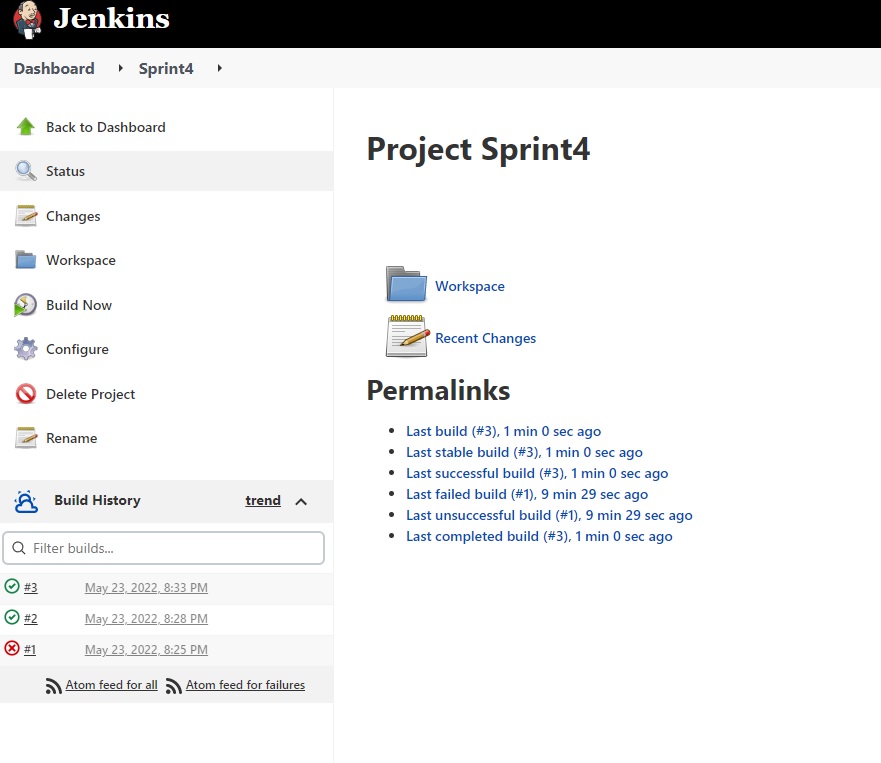 Jenkins
Dashboard
Sprint4
Back to Dashboard
Status
Changes
Workspace
Build Now
Configure
Delete Project
Rename
Build History trend
Filter builds...
#3 May 23, 2022, 8:33 PM
#2 May 23, 2022, 8:28 PM
#1 May 23, 2022, 8:25 PM
Atom feed for all Atom feed for failures
Project Sprint4
Workspace
Recent Changes
Permalinks
Last build (#3), 1 min 0 sec ago
Last stable build (#3), 1 min 0 sec ago
Last successful build (#3), 1 min 0 sec ago
Last failed build (#1), 9 min 29 sec ago
Last unsuccessful build (#1), 9 min 29 sec ago
Last completed build (#3), 1 min 0 sec ago